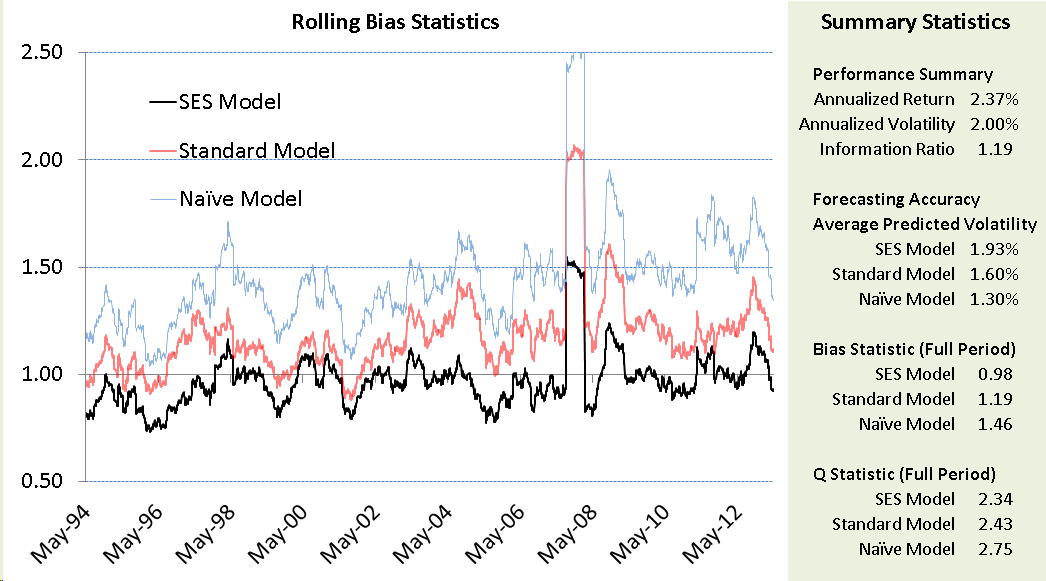 Rolling Bias Statistics
2.50
2.00
1.50
1.00
0.50
SES Model
Standard Model
Naïve Model
May-94
May-96
May-98
May-00
May-02
May-04
May-06
May-08
May-10
May-12
Summary Statistics
Performance Summary
Annualized Return 2.37%
Annualized Volatility 2.00%
Information Ratio 1.19
Forecasting Accuracy
Average Predicted Volatility
SES Model 1.93%
Standard Model 1.60%
Naïve Model 1.30%
Bias Statistic (Full Period)
SES Model 0.98
Standard Model 1.19
Naïve Model 1.46
Q Statistic (Full Period)
SES Model 2.34
Standard Model 2.43
Naïve Model 2.75